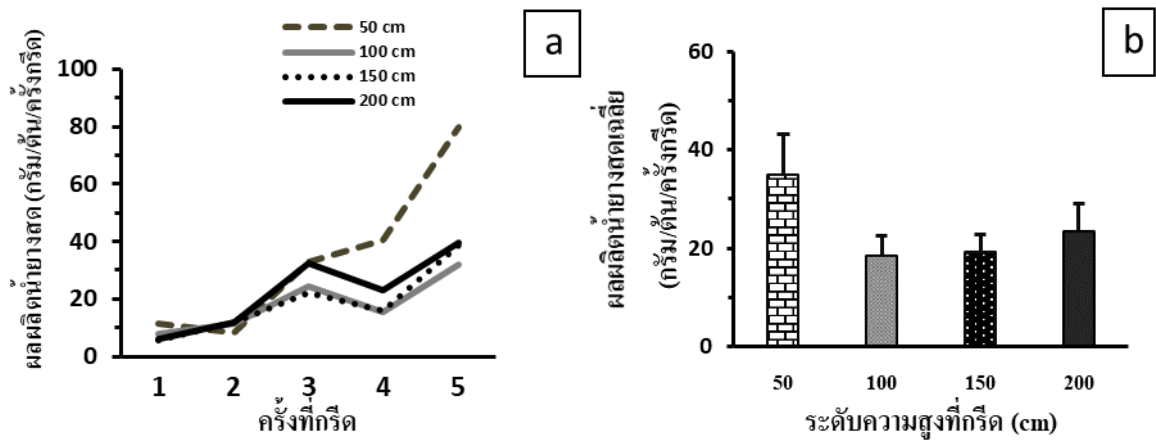 50 cm
100 cm
150 cm
200 cm
a
ผลผลิตน้ำยางสด (กรัม/ต้น/ครั้งกรีด)
100
80
60
40
20
0
1 2 3 4 5
ครั้งที่กรีด
b
ผลผลิตน้ำยางสดเฉลี่ย
(กรัม/ต้น/ครั้งกรีด)
60
40
20
0
50 100 150 200
ระดับความสูงที่กรีด (cm)